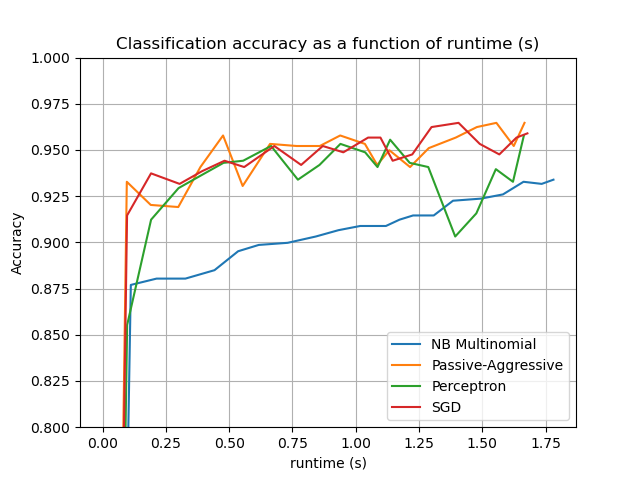 Classification accuracy as a function of runtime (s)
1.000
0.975
0.950
0.925
0.900
0.875
0.850
0.825
0.800
Accuracy
NB Multinomial
Passive-Aggressive
Perceptron
SGD
0.00 0.25 0.50 0.75 1.00 1.25 1.50 1.75
runtime (s)